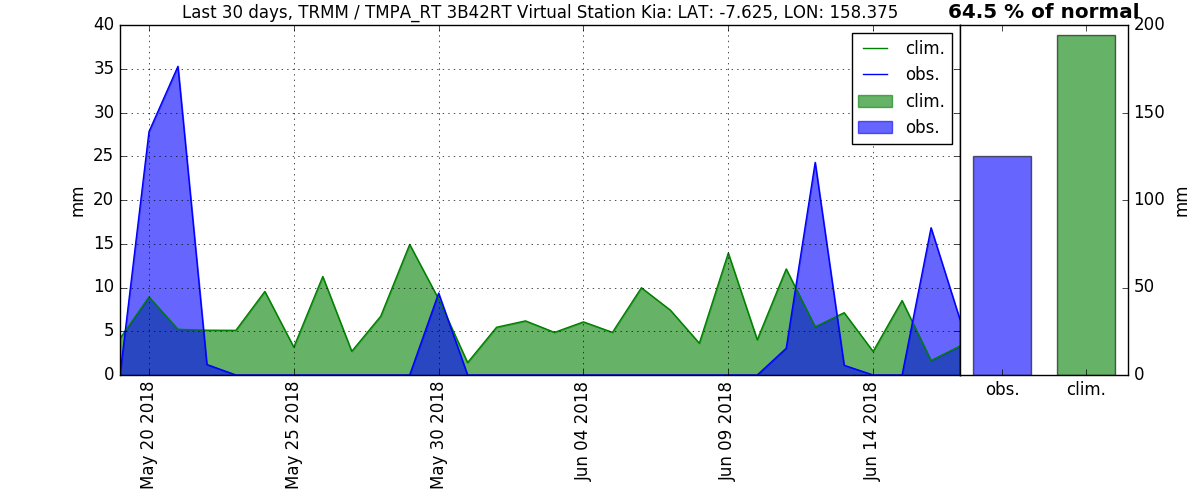 Last 30 days, TRMM / TMPA_RT 3B42RT Virtual Station Kia: LAT: -7.625, LON: 158.375
64.5 % of normal
40
35
30
25
20
15
10
5
0
mm
clim.
obs.
clim.
obs.
May 20 2018
May 25 2018
May 30 2018
Jun 04 2018
Jun 09 2018
Jun 14 2018
200
150
100
50
0
mm
obs.
clim.